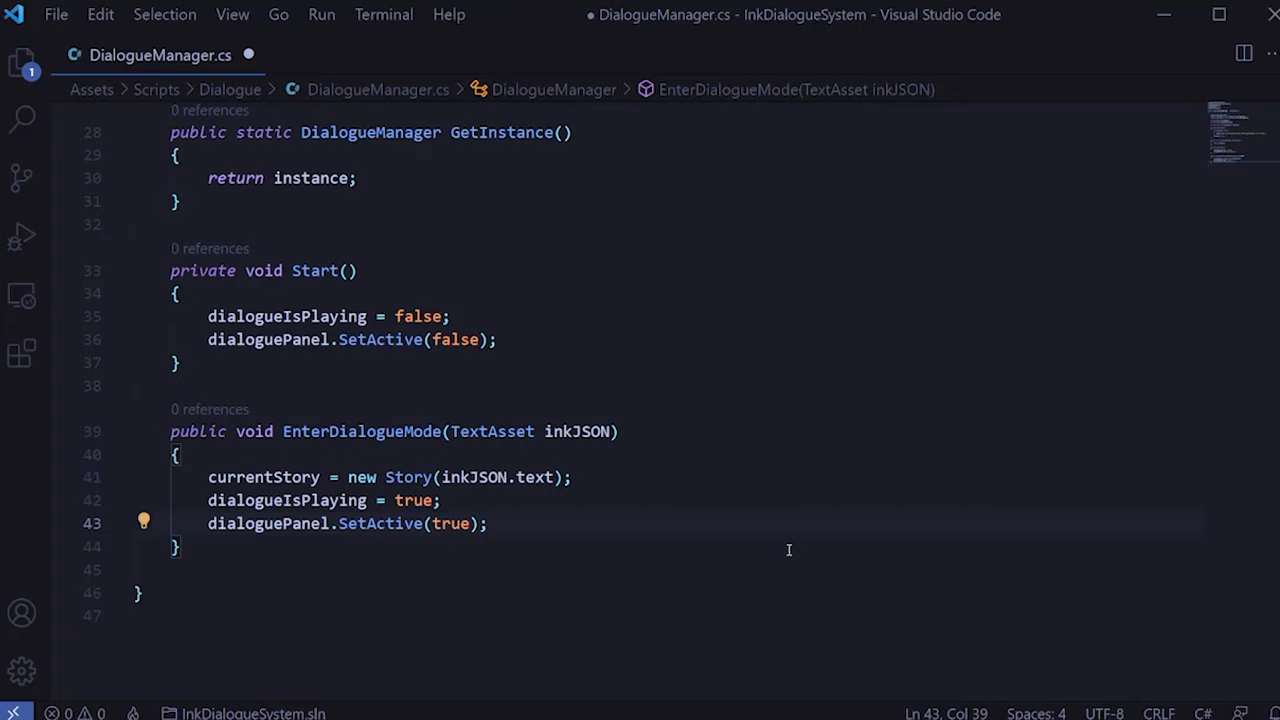 File Edit Selection View Go Run Terminal Help ● DialogueManager.cs - InkDialogueSystem - Visual Studio Code
DialogueManager.cs
1
Assets > Scripts > Dialogue > DialogueManager.cs > DialogueManager > EnterDialogueMode(TextAsset inkJSON)
0 references
28 public static DialogueManager GetInstance()
29 {
30 return instance;
31 }
32
0 references
33 private void Start()
34 {
35 dialogueIsPlaying = false;
36 dialoguePanel.SetActive(false);
37 }
38
0 references
39 public void EnterDialogueMode(TextAsset inkJSON)
40 {
41 currentStory = new Story(inkJSON.text);
42 dialogueIsPlaying = true;
43 dialoguePanel.SetActive(true);
44 }
45
46 }
47
0 0 InkDialogueSystem.sln Ln 43, Col 39 Spaces: 4 UTF-8 CRLF C#